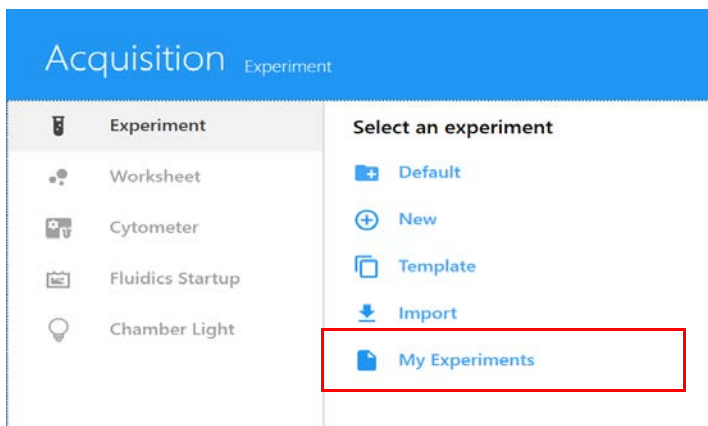 Acquisition Experiment
Experiment
Worksheet
Cytometer
Fluidics Startup
Chamber Light
Select an experiment
Default
New
Template
Import
My Experiments